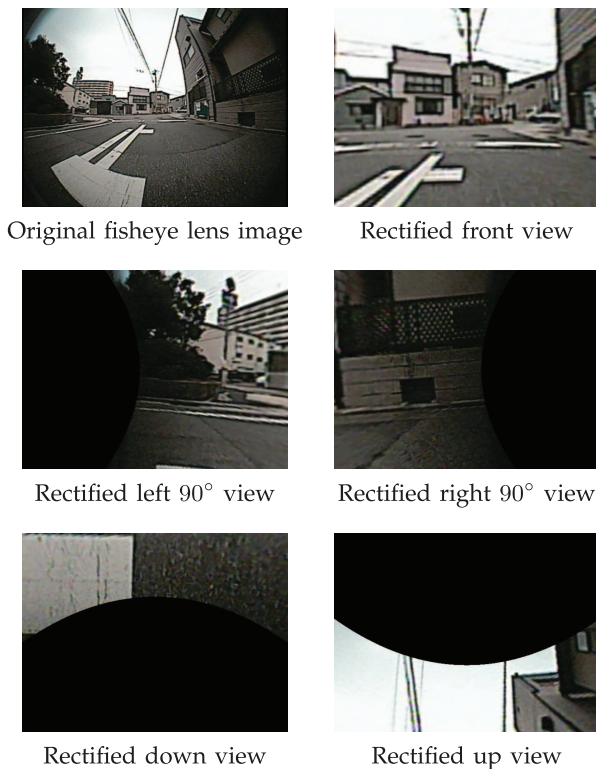 Original fisheye lens image
Rectified front view
Rectified left 90° view
Rectified right 90° view
Rectified down view
Rectified up view